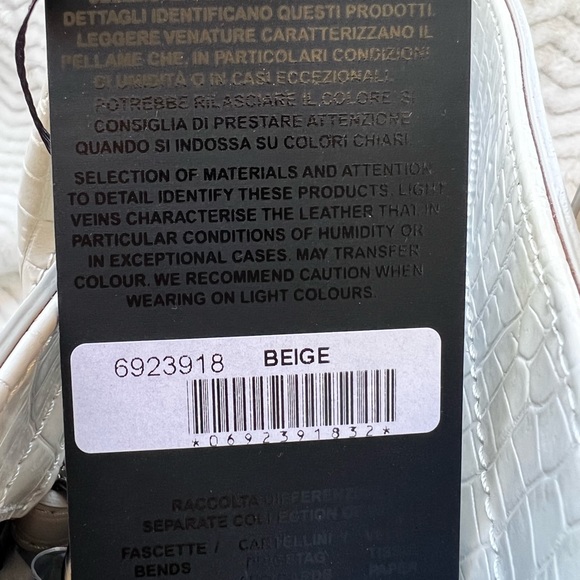 DETTAGLI IDENTIFICANO QUESTI PRODOTTI.
LEGGERE VENATURE CARATTERIZZANO IL
PELLAME CHE, IN PARTICOLARI CONDIZIONI
DI UMIDITÀ O IN CASI ECCEZIONALI,
POTREBBE RILASCIARE IL COLORE. SI
CONSIGLIA DI PRESTARE ATTENZIONE
QUANDO SI INDOSSA SU COLORI CHIARI.
SELECTION OF MATERIALS AND ATTENTION
TO DETAIL IDENTIFY THESE PRODUCTS. LIGHT
VEINS CHARACTERISE THE LEATHER THAT, IN
PARTICULAR CONDITIONS OF HUMIDITY OR
IN EXCEPTIONAL CASES, MAY TRANSFER
COLOUR. WE RECOMMEND CAUTION WHEN
WEARING ON LIGHT COLOURS.
6923918 BEIGE
*0692391832*
RACCOLTA
SEPARATE COLLECTION
FASCETTE / CARTELLINI
BENDS
PAPER